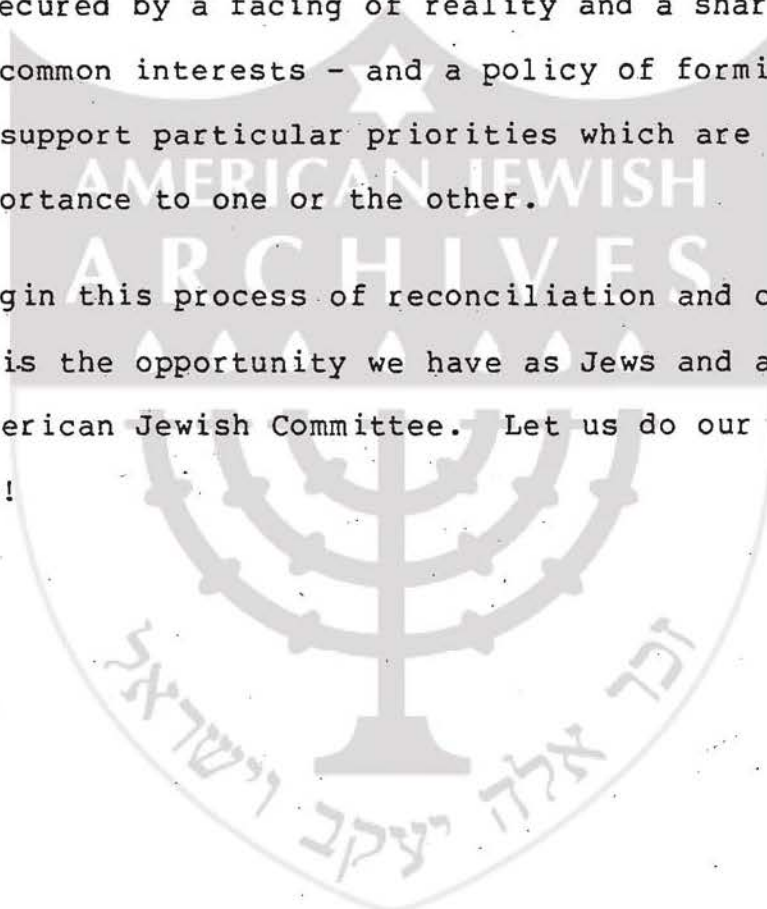 ecured by a facing of reality and a shar
common interests - and a policy of formi
support particular priorities which are
AMERICAN JEWISH
ortance to one or the other.
ARCHIVES
gin this process of reconciliation and c
is the opportunity we have as Jews and a
erican Jewish Committee. Let us do our
!
זכר אלה יעקב וישראל